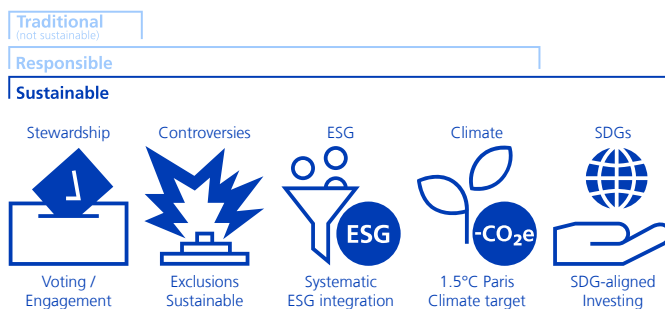 Traditional
(not sustainable)
Responsible
Sustainable
Stewardship
Controversies
ESG
Climate
SDGs
ESG
-CO₂e
Voting /
Engagement
Exclusions
Sustainable
Systematic
ESG integration
1.5°C Paris
Climate target
SDG-aligned
Investing